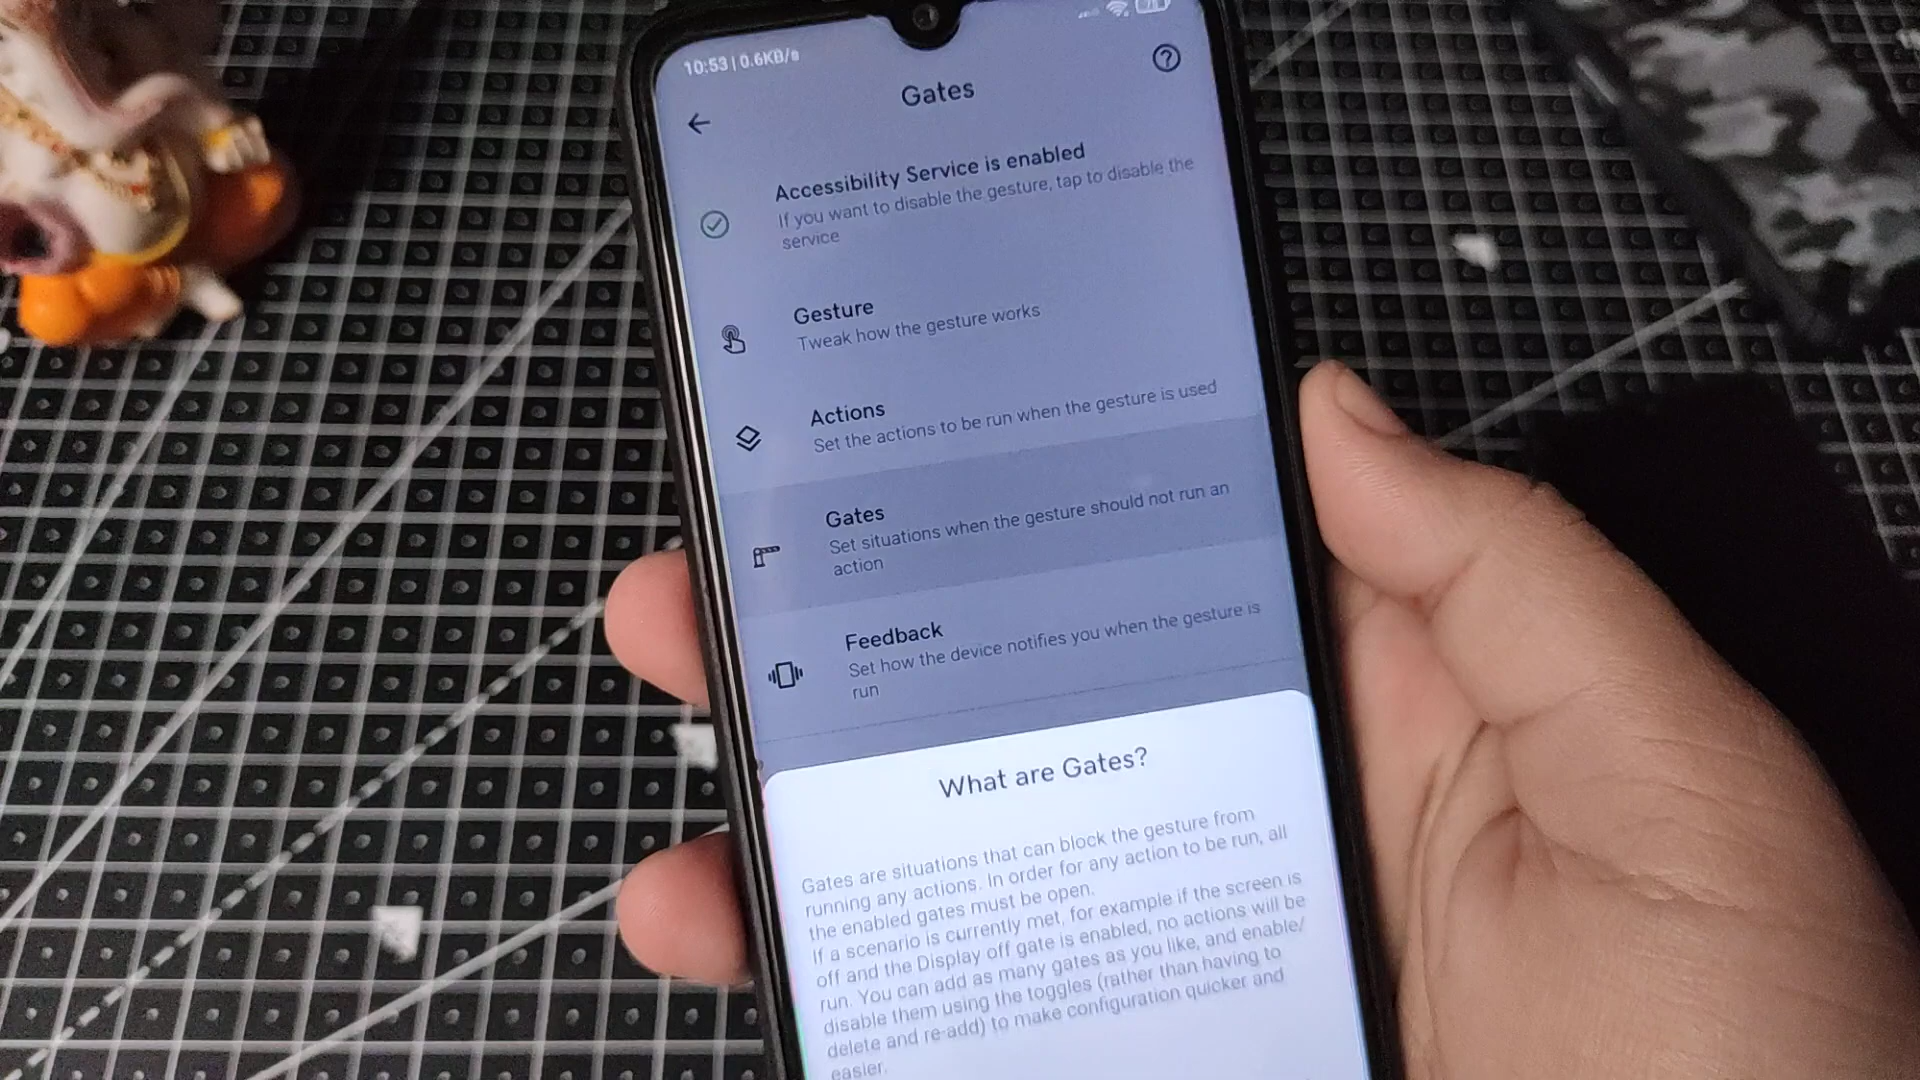 10:53 | 0.6KB/s
Gates
Accessibility Service is enabled
If you want to disable the gesture, tap to disable the
service
Gesture
Tweak how the gesture works
Actions
Set the actions to be run when the gesture is used
Gates
Set situations when the gesture should not run an
action
Feedback
Set how the device notifies you when the gesture is
run
What are Gates?
Gates are situations that can block the gesture from
running any actions. In order for any action to be run, all
the enabled gates must be open.
If a scenario is currently met, for example if the screen is
off and the Display off gate is enabled, no actions will be
run. You can add as many gates as you like, and enable/
disable them using the toggles (rather than having to
delete and re-add) to make configuration quicker and
easier.